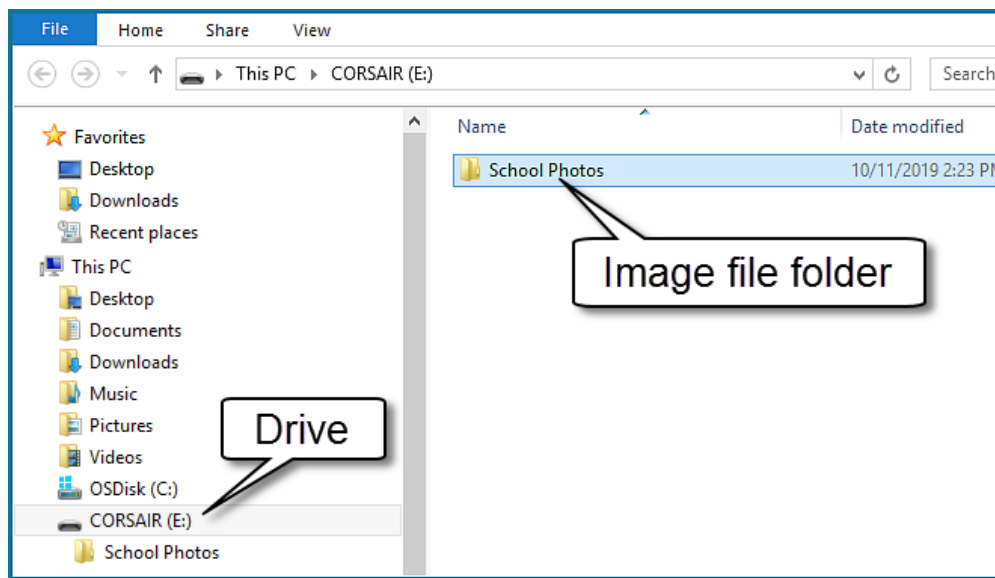 File Home Share View
This PC CORSAIR (E:) Search
Favorites
Desktop
Downloads
Recent places
This PC
Desktop
Documents
Downloads
Music
Pictures
Videos
OSDisk (C:)
CORSAIR (E:)
School Photos
Drive
Name Date modified
School Photos 10/11/2019 2:23 PM
Image file folder